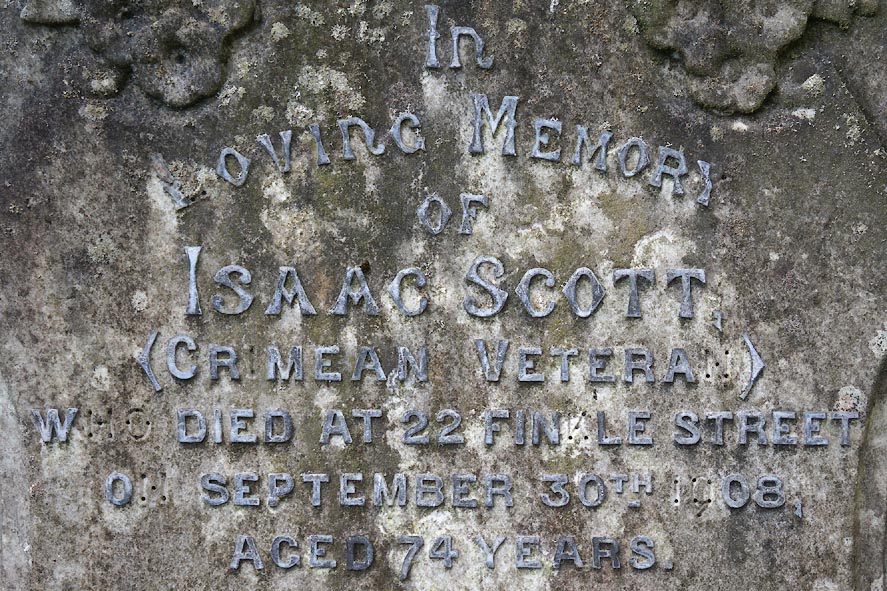 In
Loving Memory
of
Isaac Scott,
(Crimean Veteran)
Who died at 22 Finkle Street
on September 30th 1908,
Aged 74 years.